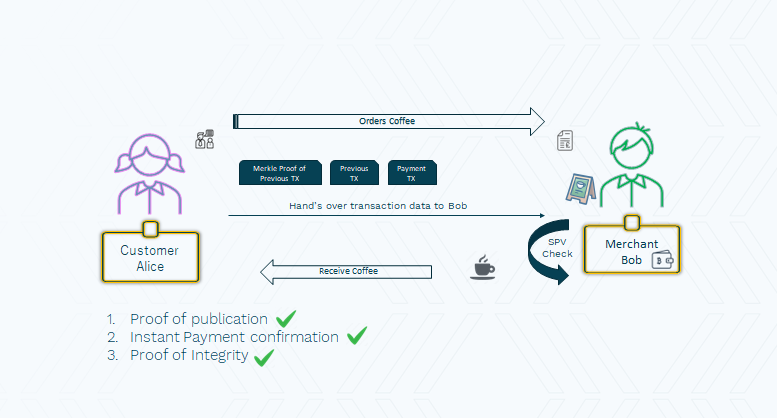 Orders Coffee
Merkle Proof of
Previous TX
Previous
TX
Payment
TX
Hand's over transaction data to Bob
Customer
Alice
SPV
Check
Merchant
Bob
Receive Coffee
1. Proof of publication
2. Instant Payment confirmation
3. Proof of Integrity